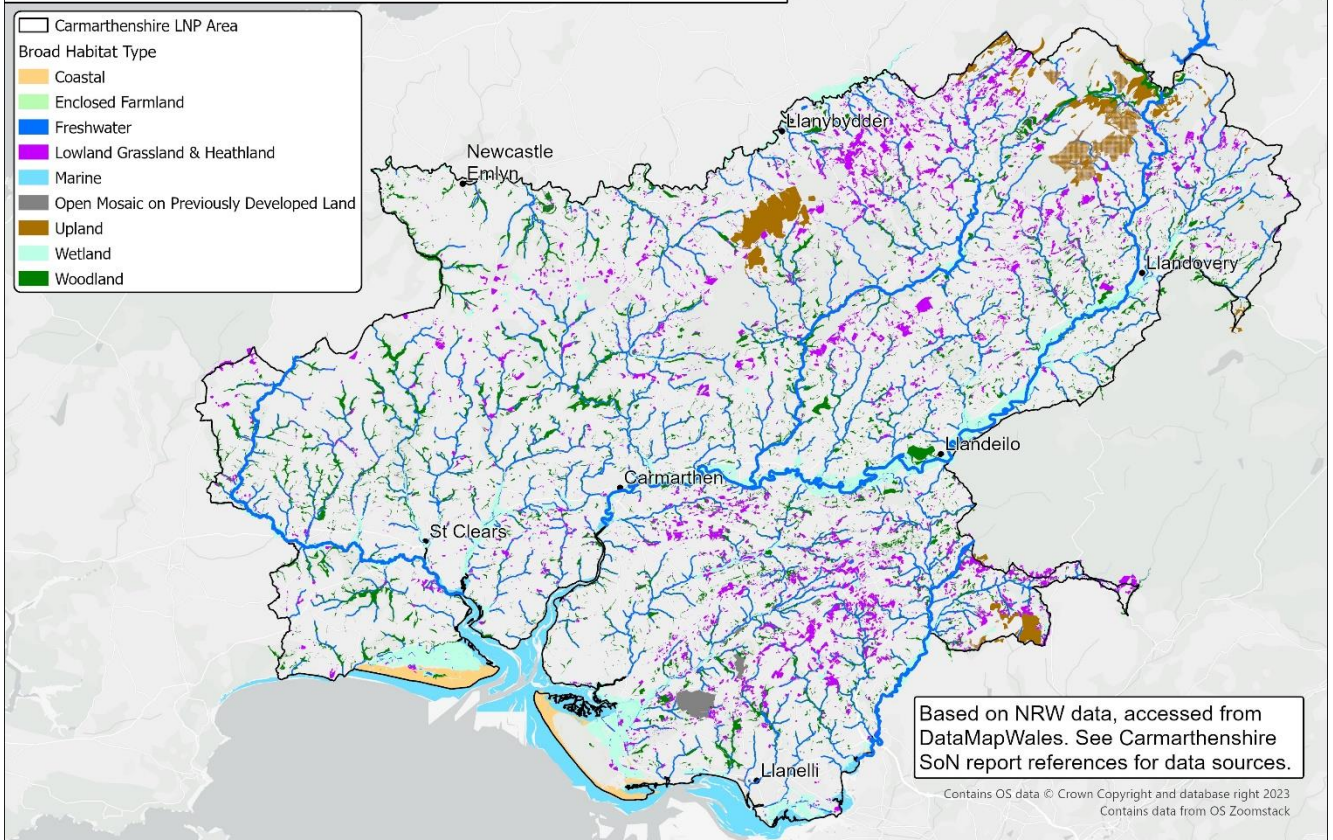 Carmarthenshire LNP Area
Broad Habitat Type
Coastal
Enclosed Farmland
Freshwater
Lowland Grassland & Heathland
Marine
Open Mosaic on Previously Developed Land
Upland
Wetland
Woodland
Llanybydder
Newcastle
Emlyn
Llandovery
Llandeilo
Carmarthen
St Clears
Llanelli
Based on NRW data, accessed from
DataMapWales. See Carmarthenshire
SoN report references for data sources.
Contains OS data © Crown Copyright and database right 2023
Contains data from OS Zoomstack